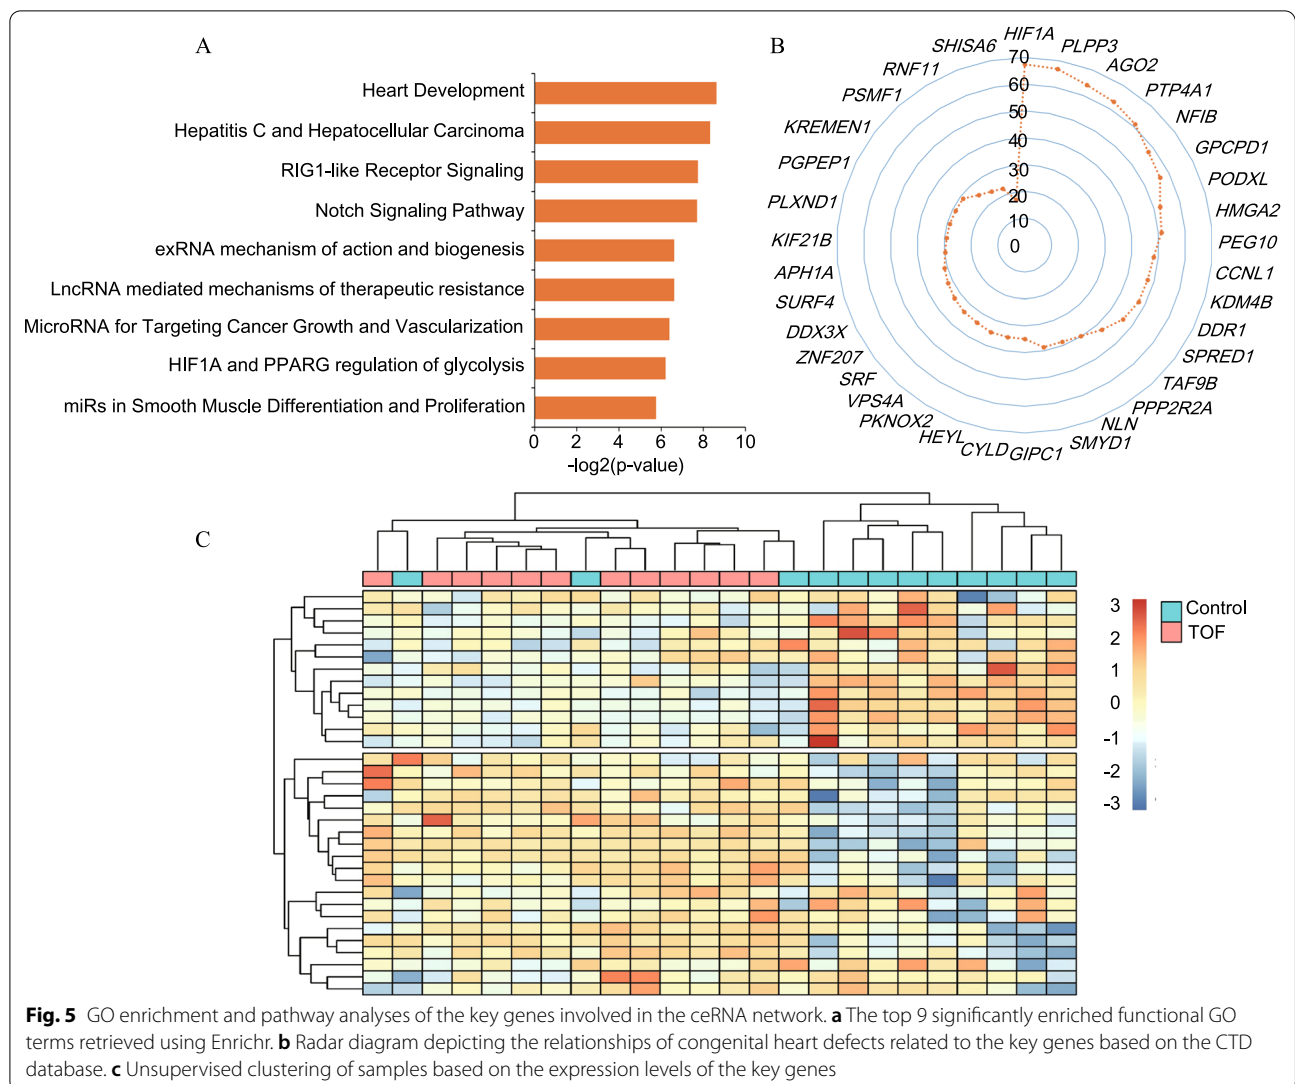 A
Heart Development
Hepatitis C and Hepatocellular Carcinoma
RIG1-like Receptor Signaling
Notch Signaling Pathway
exRNA mechanism of action and biogenesis
LncRNA mediated mechanisms of therapeutic resistance
MicroRNA for Targeting Cancer Growth and Vascularization
HIF1A and PPARG regulation of glycolysis
miRs in Smooth Muscle Differentiation and Proliferation
0 2 4 6 8 10
-log2(p-value)
B
HIF1A
PLPP3
AGO2
PTP4A1
NFIB
GPCPD1
PODXL
HMGA2
PEG10
CCNL1
KDM4B
DDR1
SPRED1
TAF9B
PPP2R2A
NLN
SMYD1
GIPC1
CYLD
HEYL
PKNOX2
VPS4A
SRF
ZNF207
DDX3X
SURF4
APH1A
KIF21B
PLXND1
PGPEP1
KREMEN1
PSMF1
RNF11
SHISA6
70
60
50
40
30
20
10
0
C
3
2
1
0
-1
-2
-3
Control
TOF
Fig. 5 GO enrichment and pathway analyses of the key genes involved in the ceRNA network. a The top 9 significantly enriched functional GO
terms retrieved using Enrichr. b Radar diagram depicting the relationships of congenital heart defects related to the key genes based on the CTD
database. c Unsupervised clustering of samples based on the expression levels of the key genes